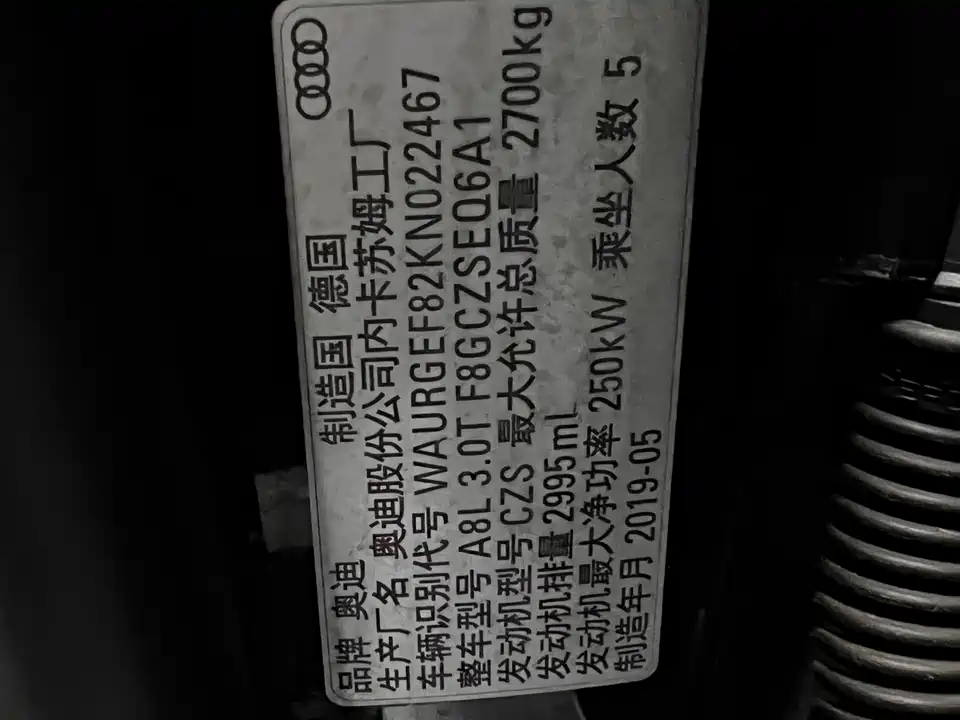 品牌 奥迪 制造国 德国
生产厂名 奥迪股份公司内卡苏姆工厂
车辆识别代号 WAURGEF82KN022467
整车型号 A8L 3.0T F8GCZSEQ6A1
发动机型号 CZS 最大允许总质量 2700kg
发动机排量 2995mL
发动机最大净功率 250kW 乘坐人数 5
制造年月 2019-05